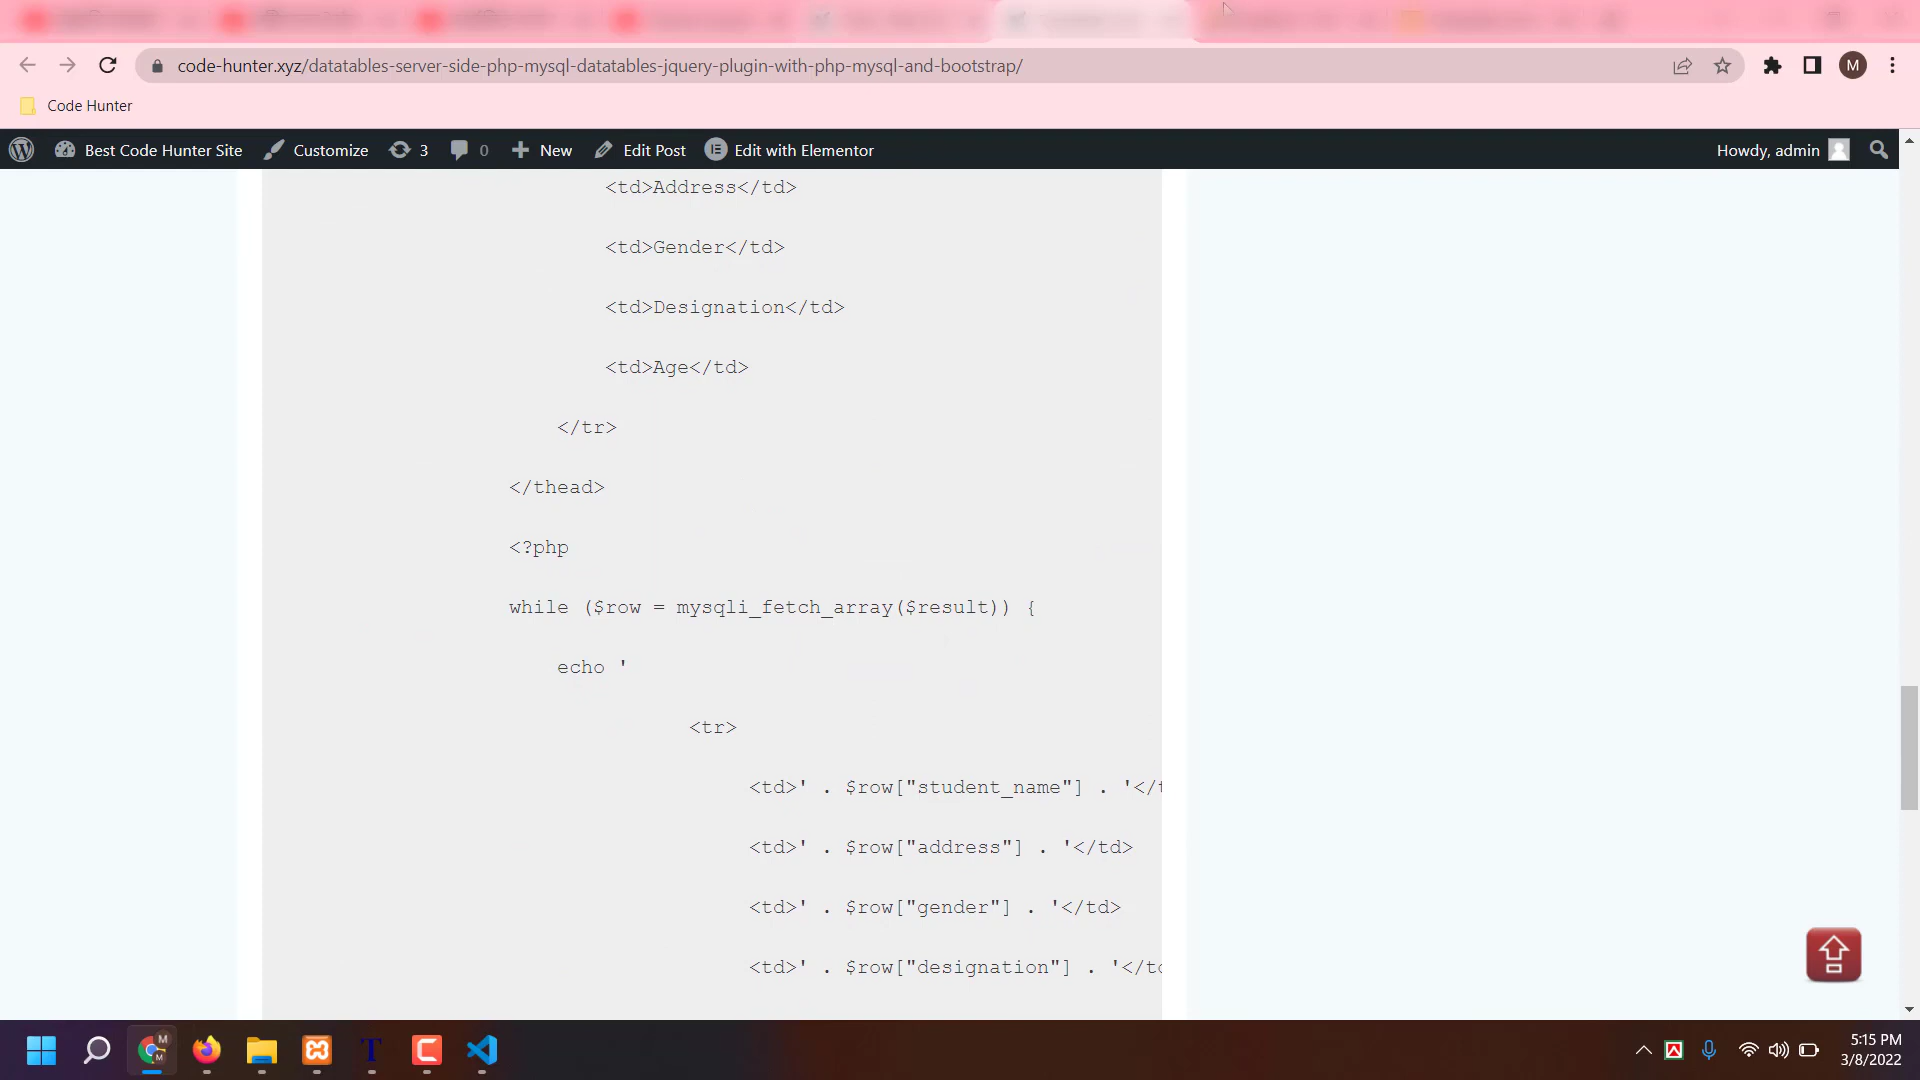 code-hunter.xyz/datatables-server-side-php-mysql-datatables-jquery-plugin-with-php-mysql-and-bootstrap/
M
Code Hunter
Best Code Hunter Site
Customize
3
0
New
Edit Post
Edit with Elementor
Howdy, admin
<td>Address</td>
<td>Gender</td>
<td>Designation</td>
<td>Age</td>
</tr>
</thead>
<?php
while ($row = mysqli_fetch_array($result)) {
echo '
<tr>
<td>' . $row["student_name"] . '</t
<td>' . $row["address"] . '</td>
<td>' . $row["gender"] . '</td>
<td>' . $row["designation"] . '</td
5:15 PM
3/8/2022